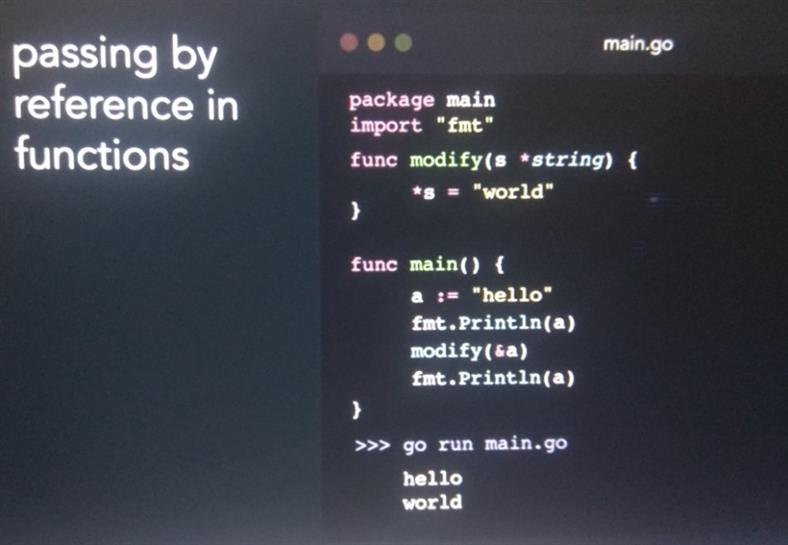 passing by
reference in
functions
main.go
package main
import "fmt"
func modify(s *string) {
*s = "world"
}
func main() {
a := "hello"
fmt.Println(a)
modify(&a)
fmt.Println(a)
}
>>> go run main.go
hello
world